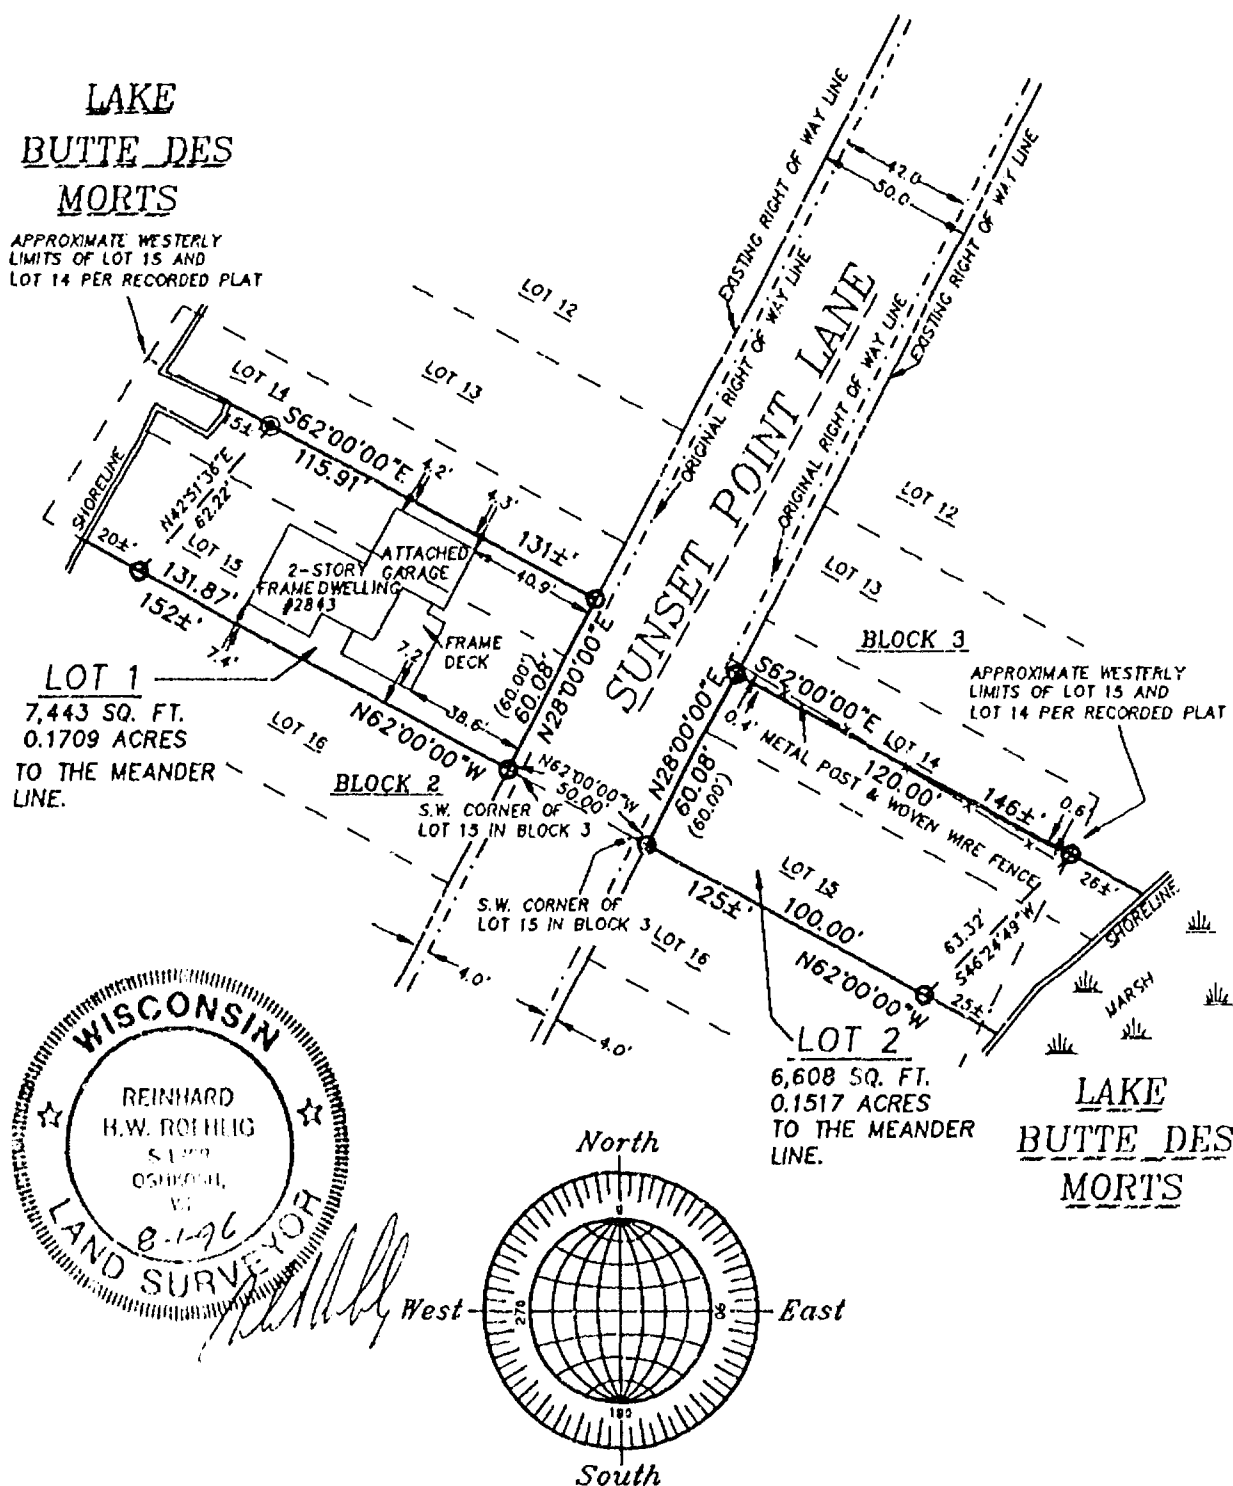 LAKE
BUTTE DES
MORTS
APPROXIMATE WESTERLY
LIMITS OF LOT 15 AND
LOT 14 PER RECORDED PLAT
EXISTING RIGHT OF WAY LINE
ORIGINAL RIGHT OF WAY LINE
42.0
50.0
EXISTING RIGHT OF WAY LINE
ORIGINAL RIGHT OF WAY LINE
SUNSET POINT LANE
LOT 12
LOT 13
LOT 14
S62°00'00"E
115.91'
131±'
15±
4.2'
4.3'
40.9'
SHORELINE
N42°51'36"E
62.22'
20±'
LOT 15
131.87'
152±'
2-STORY
FRAME DWELLING
#2843
ATTACHED
GARAGE
FRAME
DECK
7.4'
7.2'
38.6'
N62°00'00"W
(60.00')
60.08'
N28°00'00"E
LOT 1
7,443 SQ. FT.
0.1709 ACRES
TO THE MEANDER
LINE.
LOT 16
BLOCK 2
S.W. CORNER OF
LOT 15 IN BLOCK 3
N62°00'00"W
50.00'
S.W. CORNER OF
LOT 15 IN BLOCK 3
4.0'
4.0'
LOT 12
LOT 13
BLOCK 3
APPROXIMATE WESTERLY
LIMITS OF LOT 15 AND
LOT 14 PER RECORDED PLAT
N28°00'00"E
60.08'
(60.00')
S62°00'00"E
LOT 14
120.00'
146±'
0.4' METAL POST & WOVEN WIRE FENCE
0.6'
26±'
LOT 15
125±'
100.00'
N62°00'00"W
63.32'
S46°24'49"W
25±
SHORELINE
MARSH
LOT 16
LOT 2
6,608 SQ. FT.
0.1517 ACRES
TO THE MEANDER
LINE.
LAKE
BUTTE DES
MORTS
WISCONSIN
REINHARD
H.W. ROEHLIG
OSHKOSH,
WI
8-1-96
LAND SURVEYOR
North
0
West
270
90
East
180
South